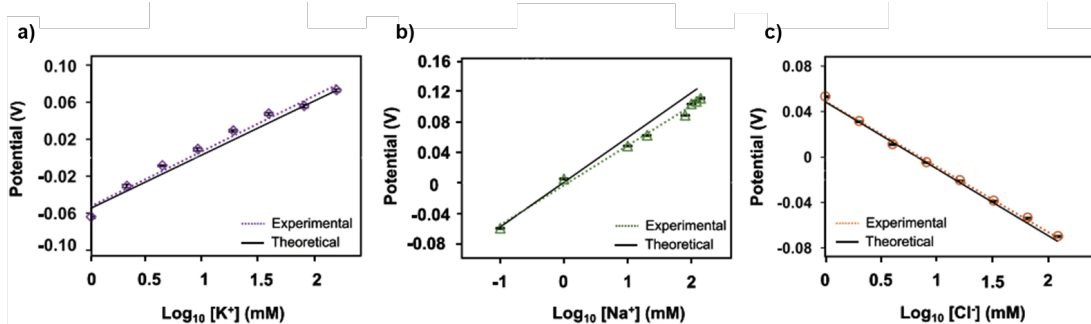 a)
Potential (V)
0.10
0.06
0.02
-0.02
-0.06
-0.10
Experimental
Theoretical
0 0.5 1 1.5 2
Log10 [K+] (mM)
b)
Potential (V)
0.16
0.12
0.08
0.04
0
-0.04
-0.08
Experimental
Theoretical
-1 0 1 2
Log10 [Na+] (mM)
c)
Potential (V)
0.08
0.04
0
-0.04
-0.08
Experimental
Theoretical
0 0.5 1 1.5 2
Log10 [Cl-] (mM)